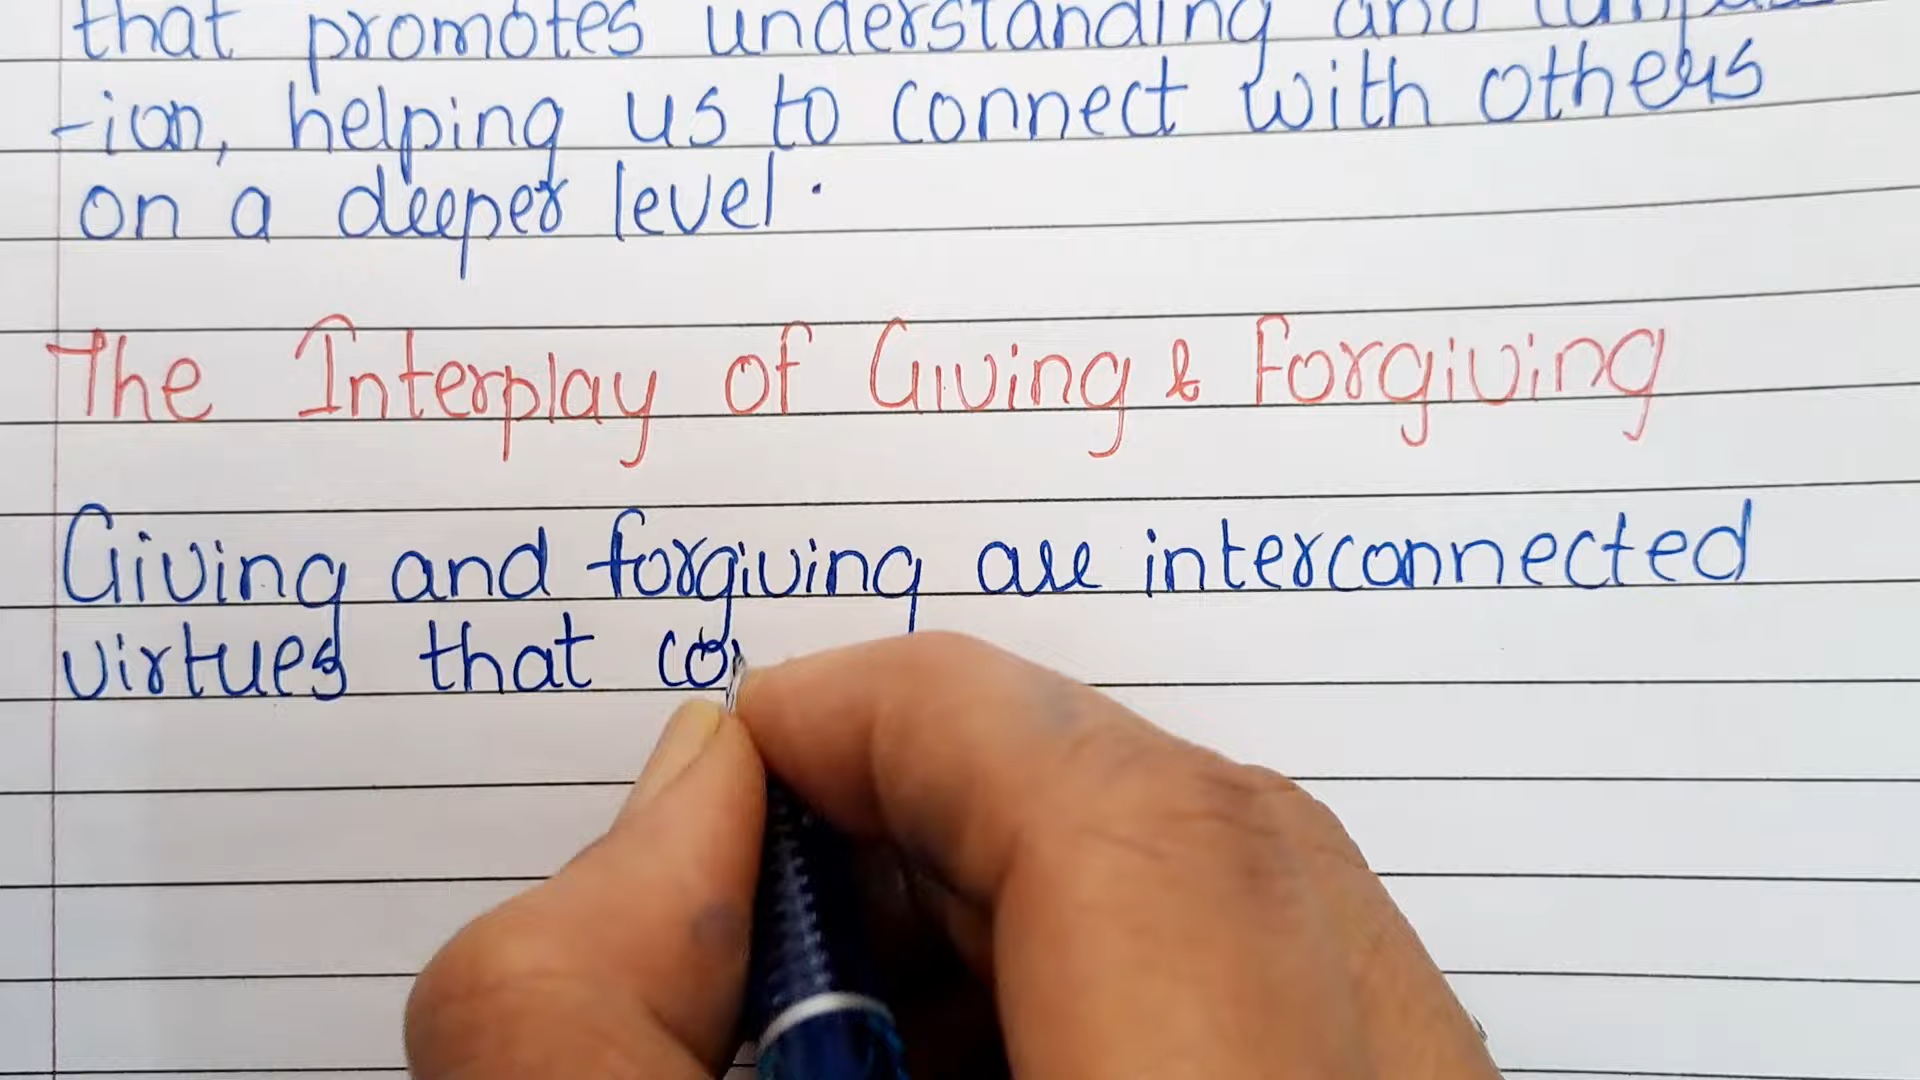 that promotes understanding and
-ion, helping us to connect with others
on a deeper level.
The Interplay of Giving & Forgiving
Giving and forgiving are interconnected
virtues that